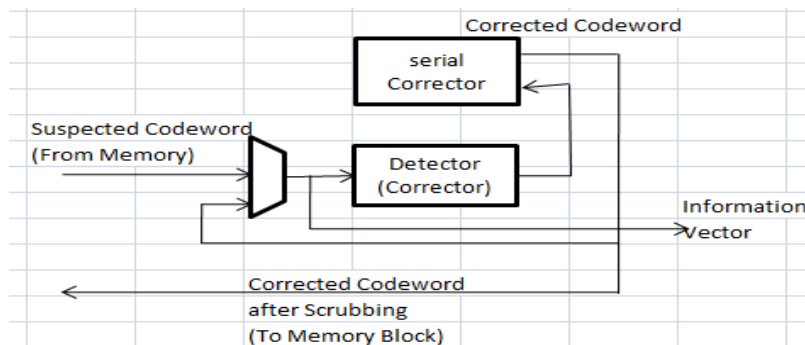 Corrected Codeword
serial
Corrector
Suspected Codeword
(From Memory)
Detector
(Corrector)
Information
Vector
Corrected Codeword
after Scrubbing
(To Memory Block)